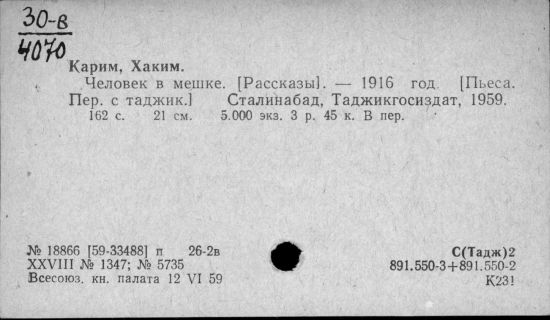 30-в
4070
Карим, Хаким.
Человек в мешке. [Рассказы]. — 1916 год. [Пьеса.
Пер. с таджик.] Сталинабад, Таджикгосиздат, 1959.
162 с. 21 см. 5.000 экз. 3 р. 45 к. В пер.
№ 18866 [59-33488] п 26-2в
XXVIII № 1347; № 5735
Всесоюз. кн. палата 12 VI 59
С(Тадж)2
891.550-3+891.550-2
К231